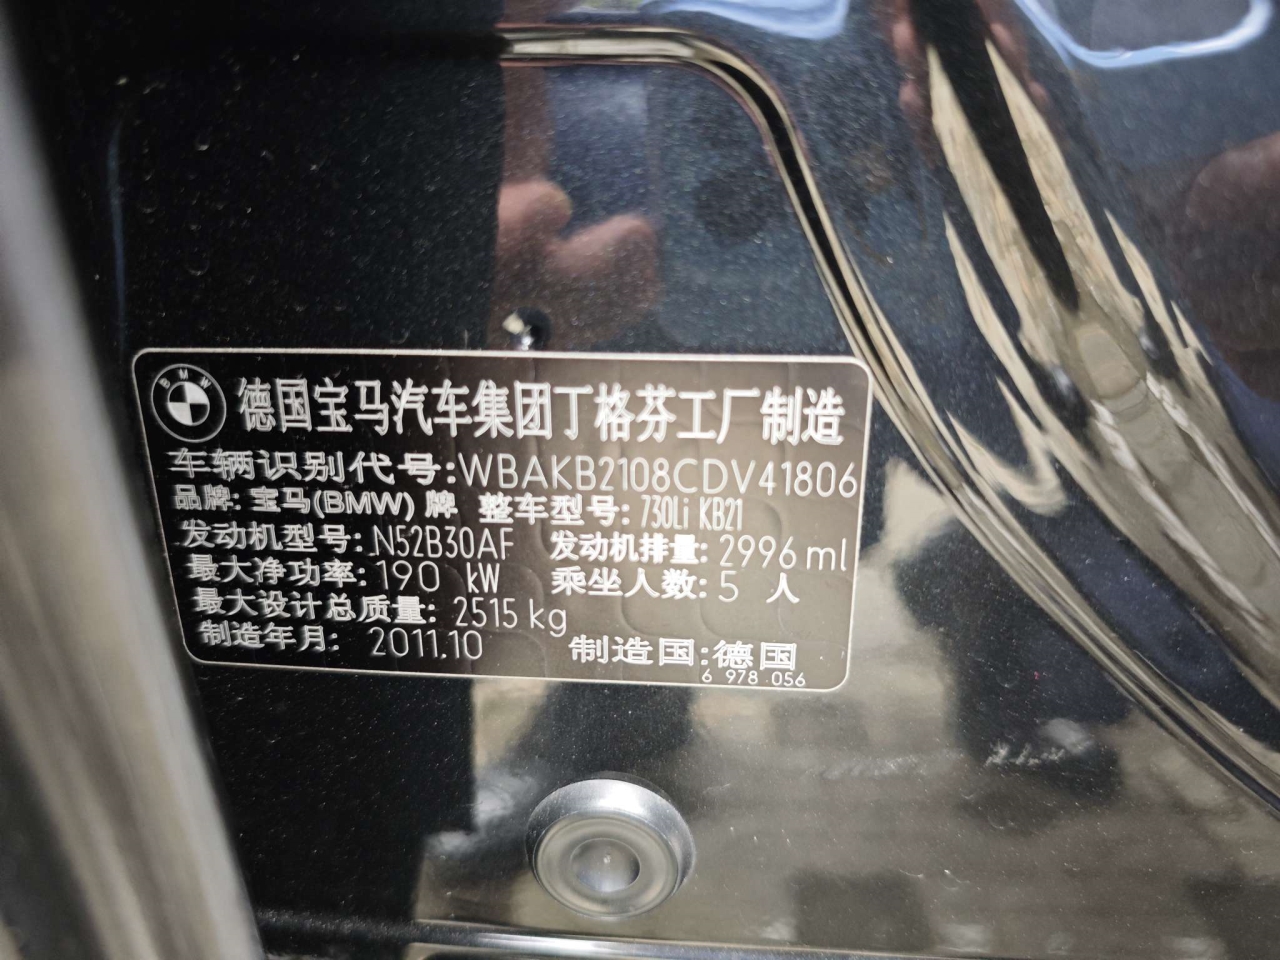 BMW
德国宝马汽车集团丁格芬工厂制造
车辆识别代号:WBAKB2108CDV41806
品牌: 宝马(BMW) 牌 整车型号: 730Li KB21
发动机型号: N52B30AF 发动机排量: 2996 ml
最大净功率: 190 kW 乘坐人数: 5 人
最大设计总质量: 2515 kg
制造年月: 2011.10 制造国:德国
6 978 056